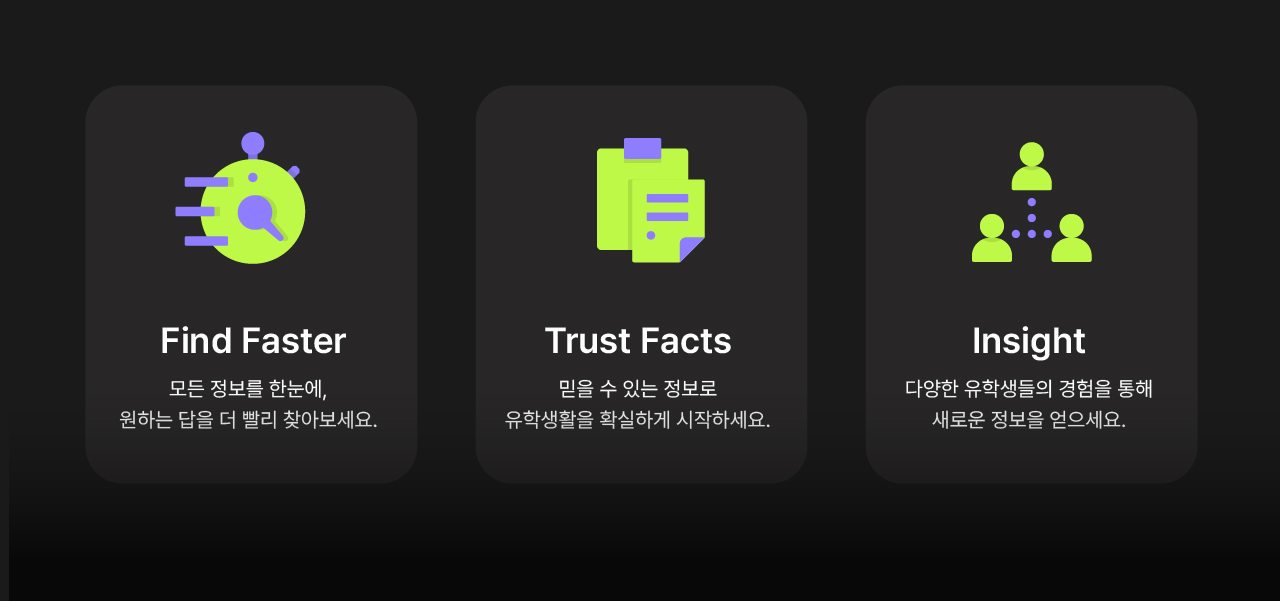 Find Faster
모든 정보를 한눈에,
원하는 답을 더 빨리 찾아보세요.
Trust Facts
믿을 수 있는 정보로
유학생활을 확실하게 시작하세요.
Insight
다양한 유학생들의 경험을 통해
새로운 정보을 얻으세요.